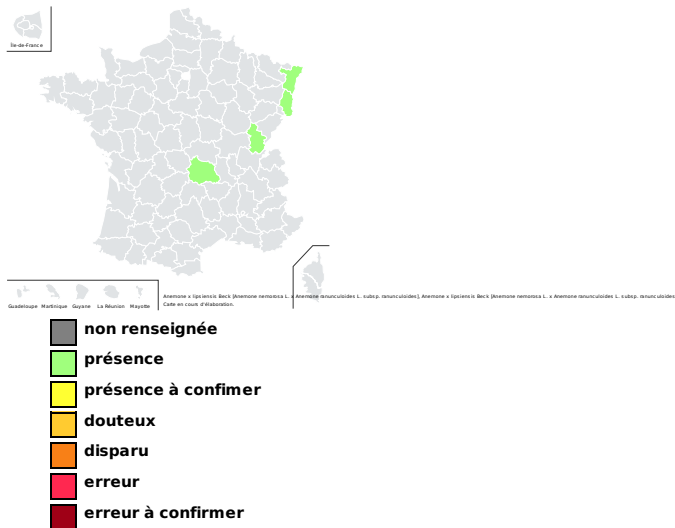 Île-de-France
Guadeloupe Martinique Guyane La Réunion Mayotte
Anemone x lipsiensis Beck [Anemone nemorosa L. x Anemone ranunculoides L. subsp. ranunculoides], Anemone x lipsiensis Beck [Anemone nemorosa L. x Anemone ranunculoides L. subsp. ranunculoides
Carte en cours d'élaboration.
non renseignée
présence
présence à confimer
douteux
disparu
erreur
erreur à confirmer